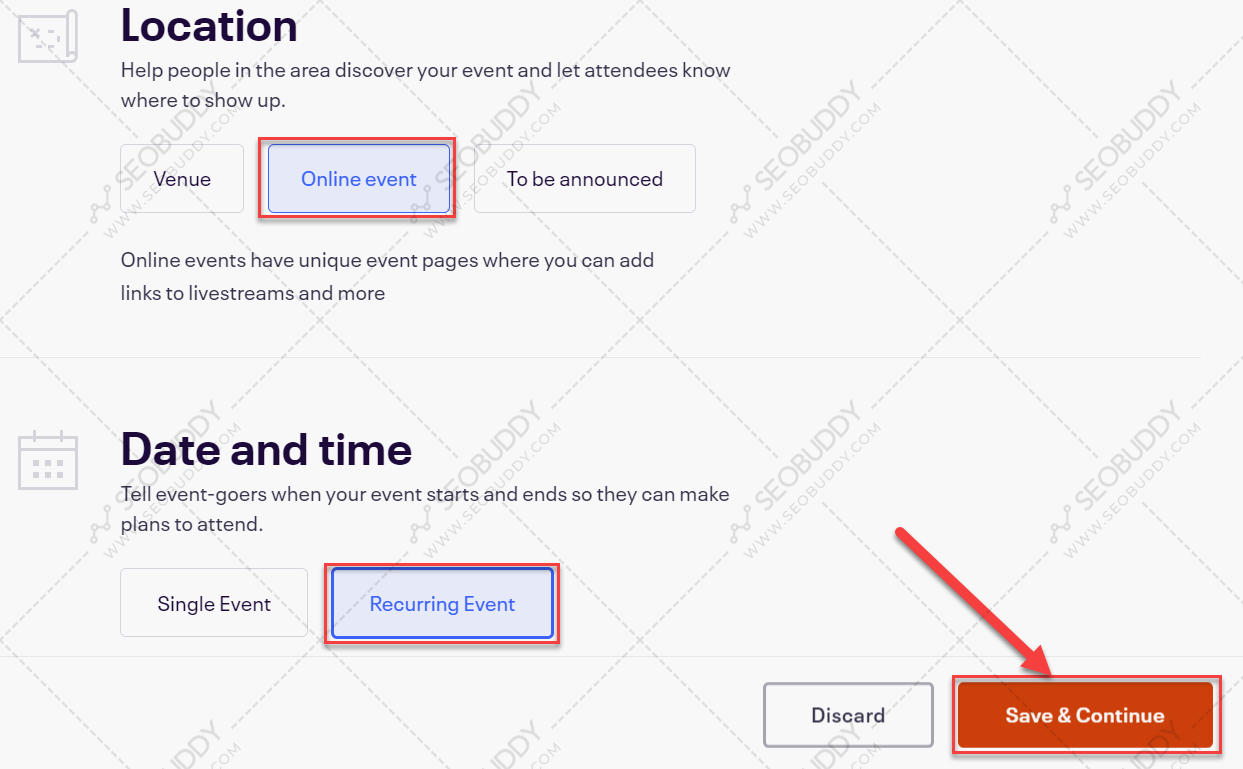 Location
Help people in the area discover your event and let attendees know
where to show up.
Venue
Online event
To be announced
Online events have unique event pages where you can add
links to livestreams and more
Date and time
Tell event-goers when your event starts and ends so they can make
plans to attend.
Single Event
Recurring Event
Discard
Save & Continue
SEOBUDDY
WWW.SEOBUDDY.COM